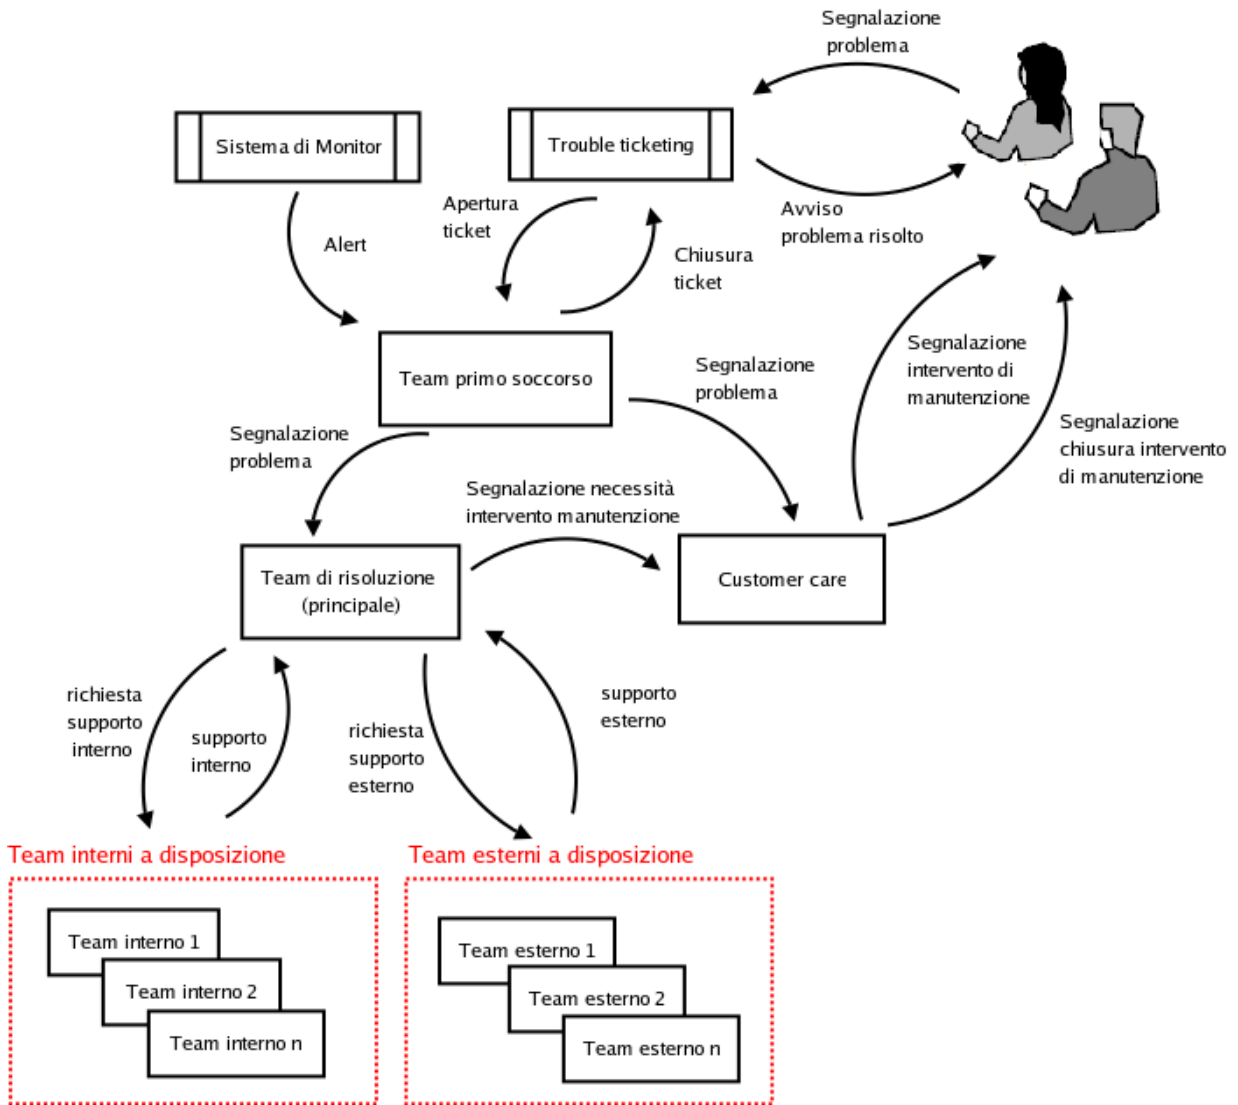 Segnalazione
problema
Sistema di Monitor
Trouble ticketing
Apertura
ticket
Avviso
problema risolto
Alert
Chiusura
ticket
Team primo soccorso
Segnalazione
problema
Segnalazione
intervento di
manutenzione
Segnalazione
chiusura intervento
di manutenzione
Segnalazione
problema
Segnalazione necessità
intervento manutenzione
Team di risoluzione
(principale)
Customer care
richiesta
supporto
interno
supporto
interno
richiesta
supporto
esterno
supporto
esterno
Team interni a disposizione
Team esterni a disposizione
Team interno 1
Team interno 2
Team interno n
Team esterno 1
Team esterno 2
Team esterno n